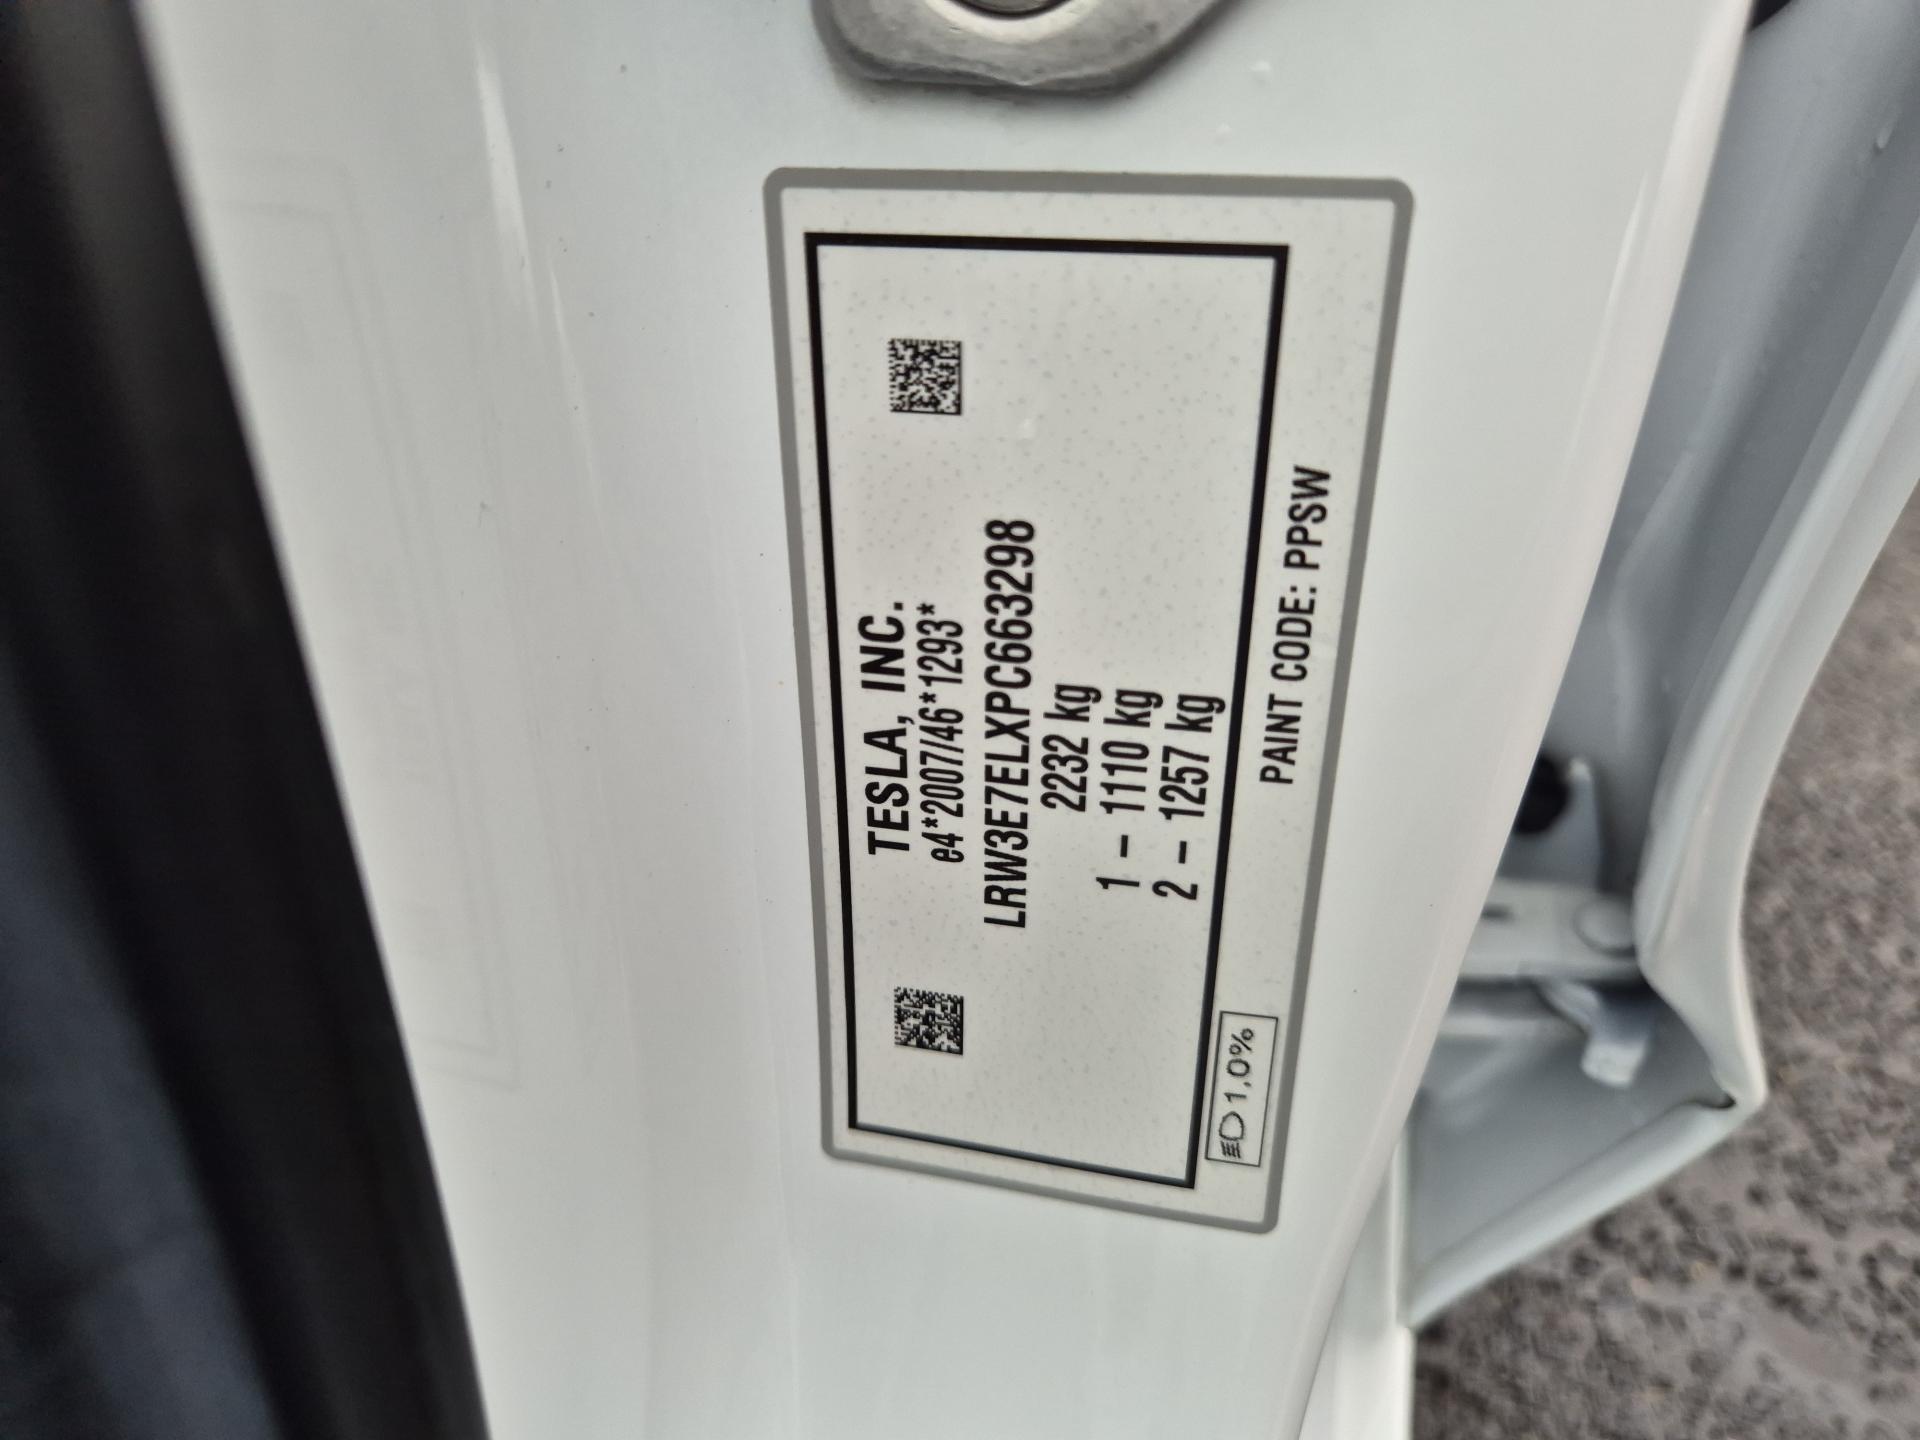 TESLA, INC.
e4*2007/46*1293*
LRW3E7ELXPC663298
2232 kg
1 – 1110 kg
2 – 1257 kg
1.0%
PAINT CODE: PPSW